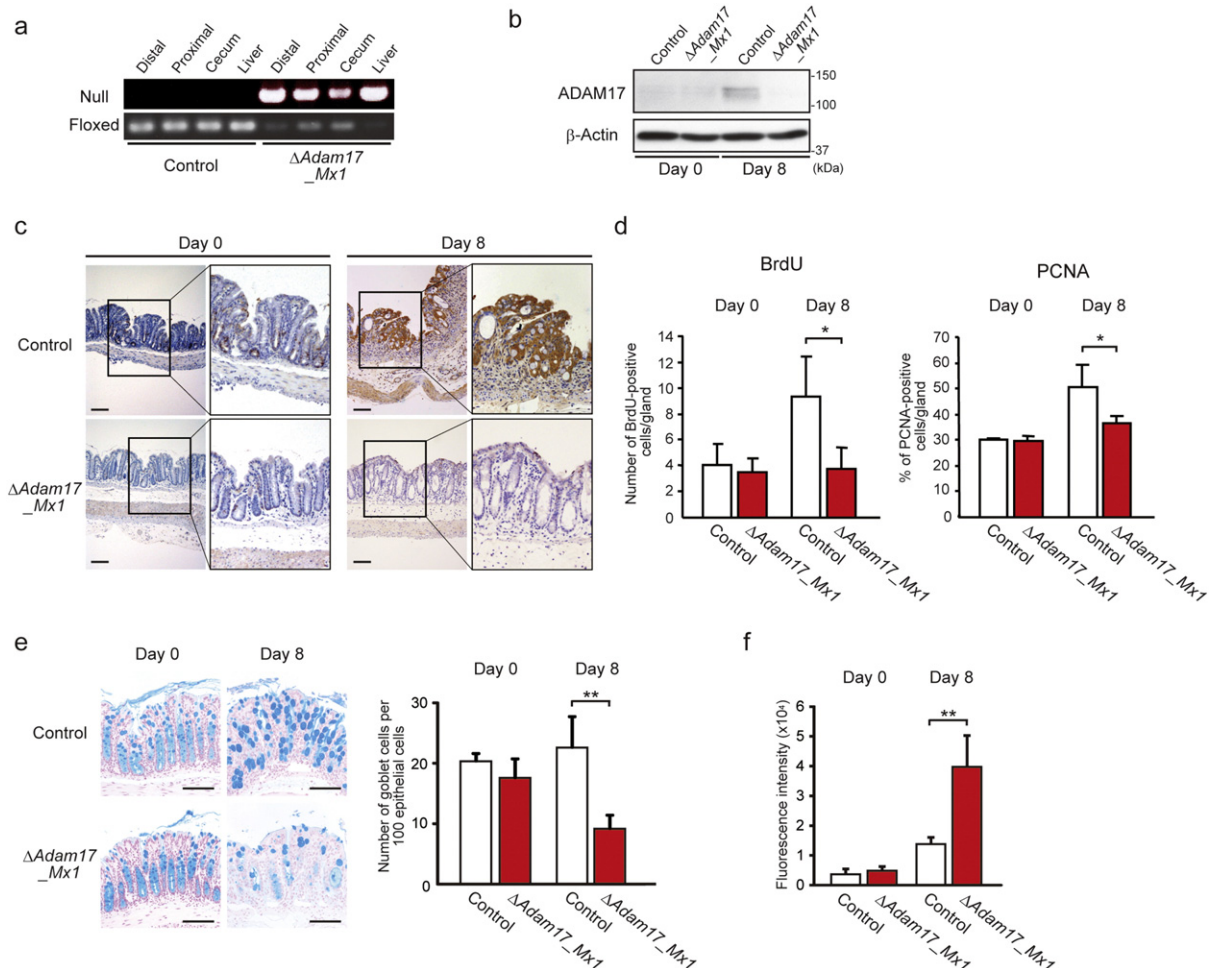 a
Distal Proximal Cecum Liver Distal Proximal Cecum Liver
Null
Floxed
Control
ΔAdam17
_Mx1
b
Control ΔAdam17
_Mx1 Control ΔAdam17
_Mx1
ADAM17
-150
-100
β-Actin
-37
Day 0 Day 8 (kDa)
c
Day 0 Day 8
Control
ΔAdam17
_Mx1
d
BrdU
Day 0 Day 8
Number of BrdU-positive
cells/gland
14
12
10
8
6
4
2
0
*
Control ΔAdam17_Mx1 Control ΔAdam17_Mx1
PCNA
Day 0 Day 8
% of PCNA-positive
cells/gland
70
60
50
40
30
20
10
0
*
Control ΔAdam17_Mx1 Control ΔAdam17_Mx1
e
Day 0 Day 8
Control
ΔAdam17
_Mx1
Day 0 Day 8
Number of goblet cells per
100 epithelial cells
30
20
10
0
**
Control ΔAdam17_Mx1 Control ΔAdam17_Mx1
f
Day 0 Day 8
Fluorescence intensity (x10⁴)
6
5
4
3
2
1
0
**
Control ΔAdam17_Mx1 Control ΔAdam17_Mx1